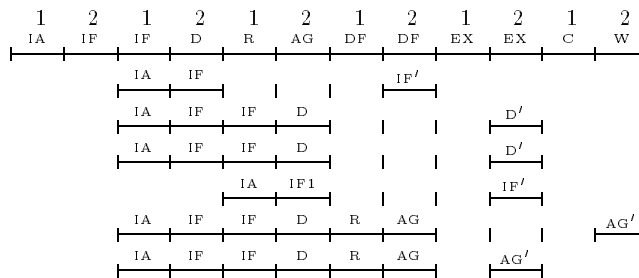 1 2 1 2 1 2 1 2 1 2 1 2
IA IF IF D R AG DF DF EX EX C W
IA IF IF′
IA IF IF D D′
IA IF IF D D′
IA IF1 IF′
IA IF IF D R AG AG′
IA IF IF D R AG AG′